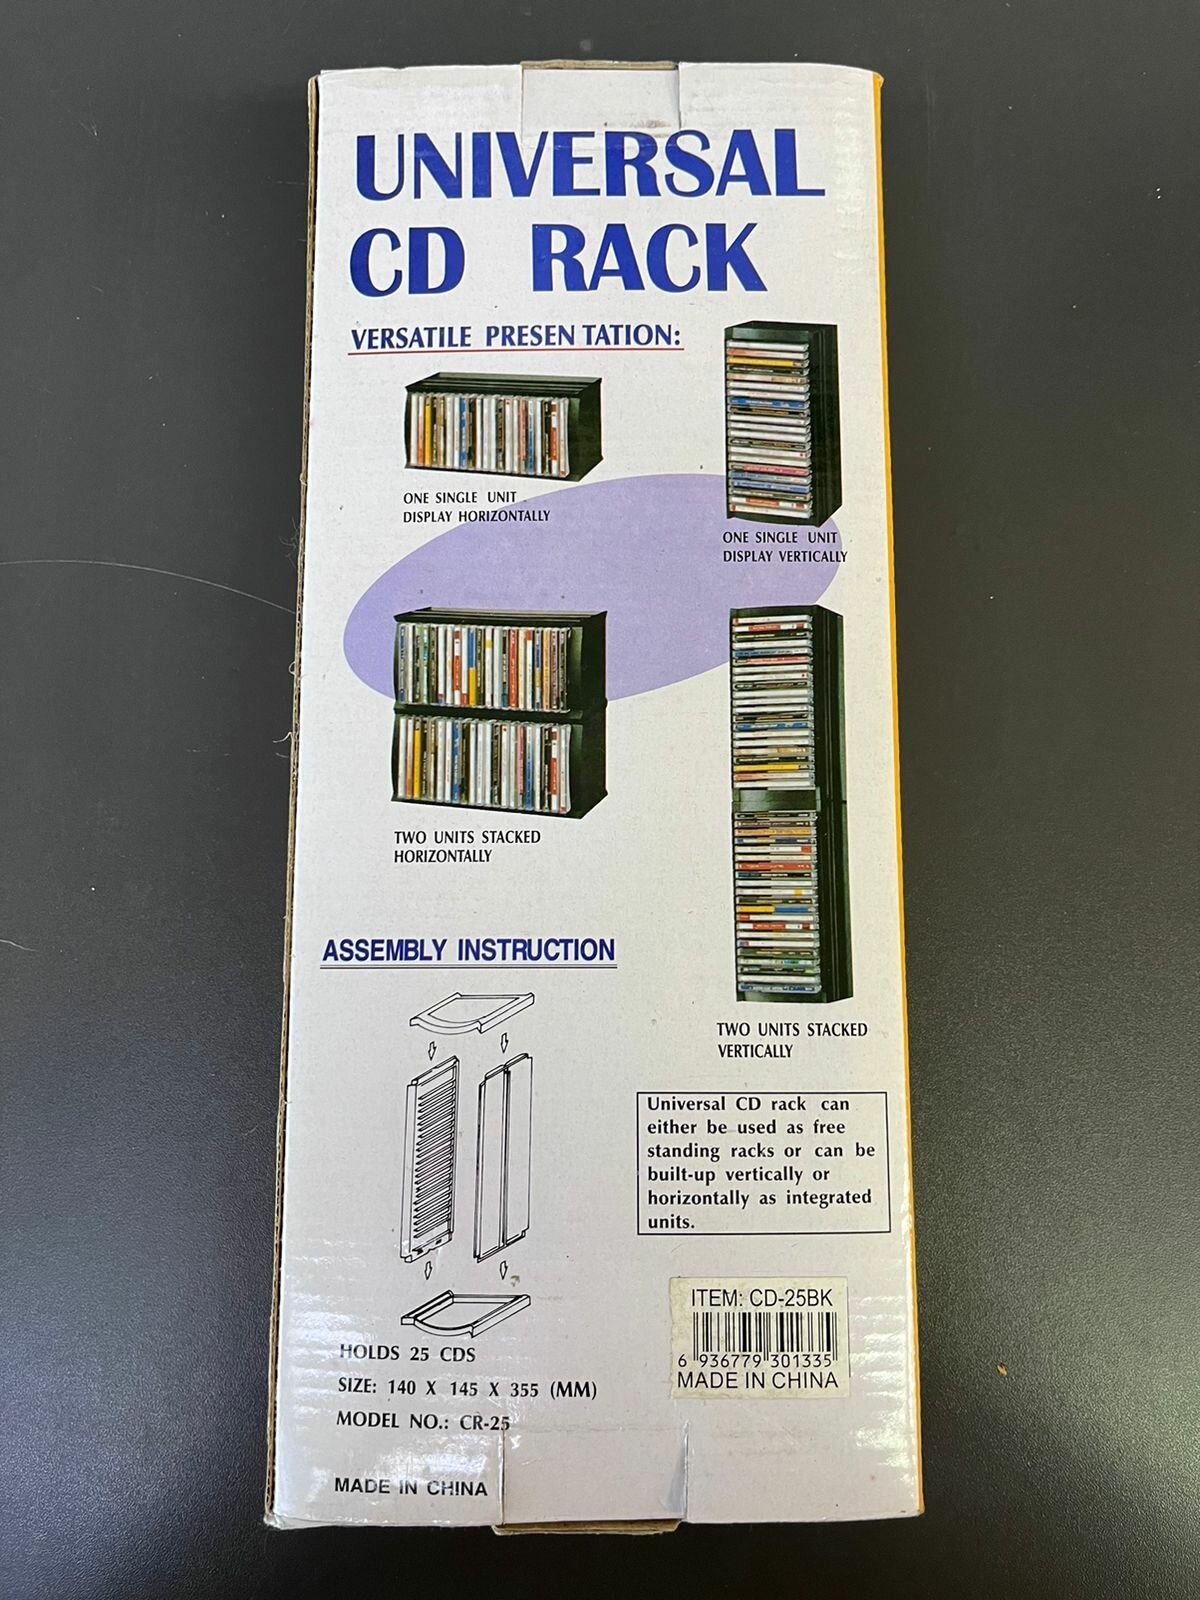 UNIVERSAL
CD RACK
VERSATILE PRESEN TATION:
ONE SINGLE UNIT
DISPLAY HORIZONTALLY
ONE SINGLE UNIT
DISPLAY VERTICALLY
TWO UNITS STACKED
HORIZONTALLY
TWO UNITS STACKED
VERTICALLY
ASSEMBLY INSTRUCTION
Universal CD rack can
either be used as free
standing racks or can be
built-up vertically or
horizontally as integrated
units.
HOLDS 25 CDS
SIZE: 140 X 145 X 355 (MM)
MODEL NO.: CR-25
MADE IN CHINA
ITEM: CD-25BK
6 936779 301335
MADE IN CHINA